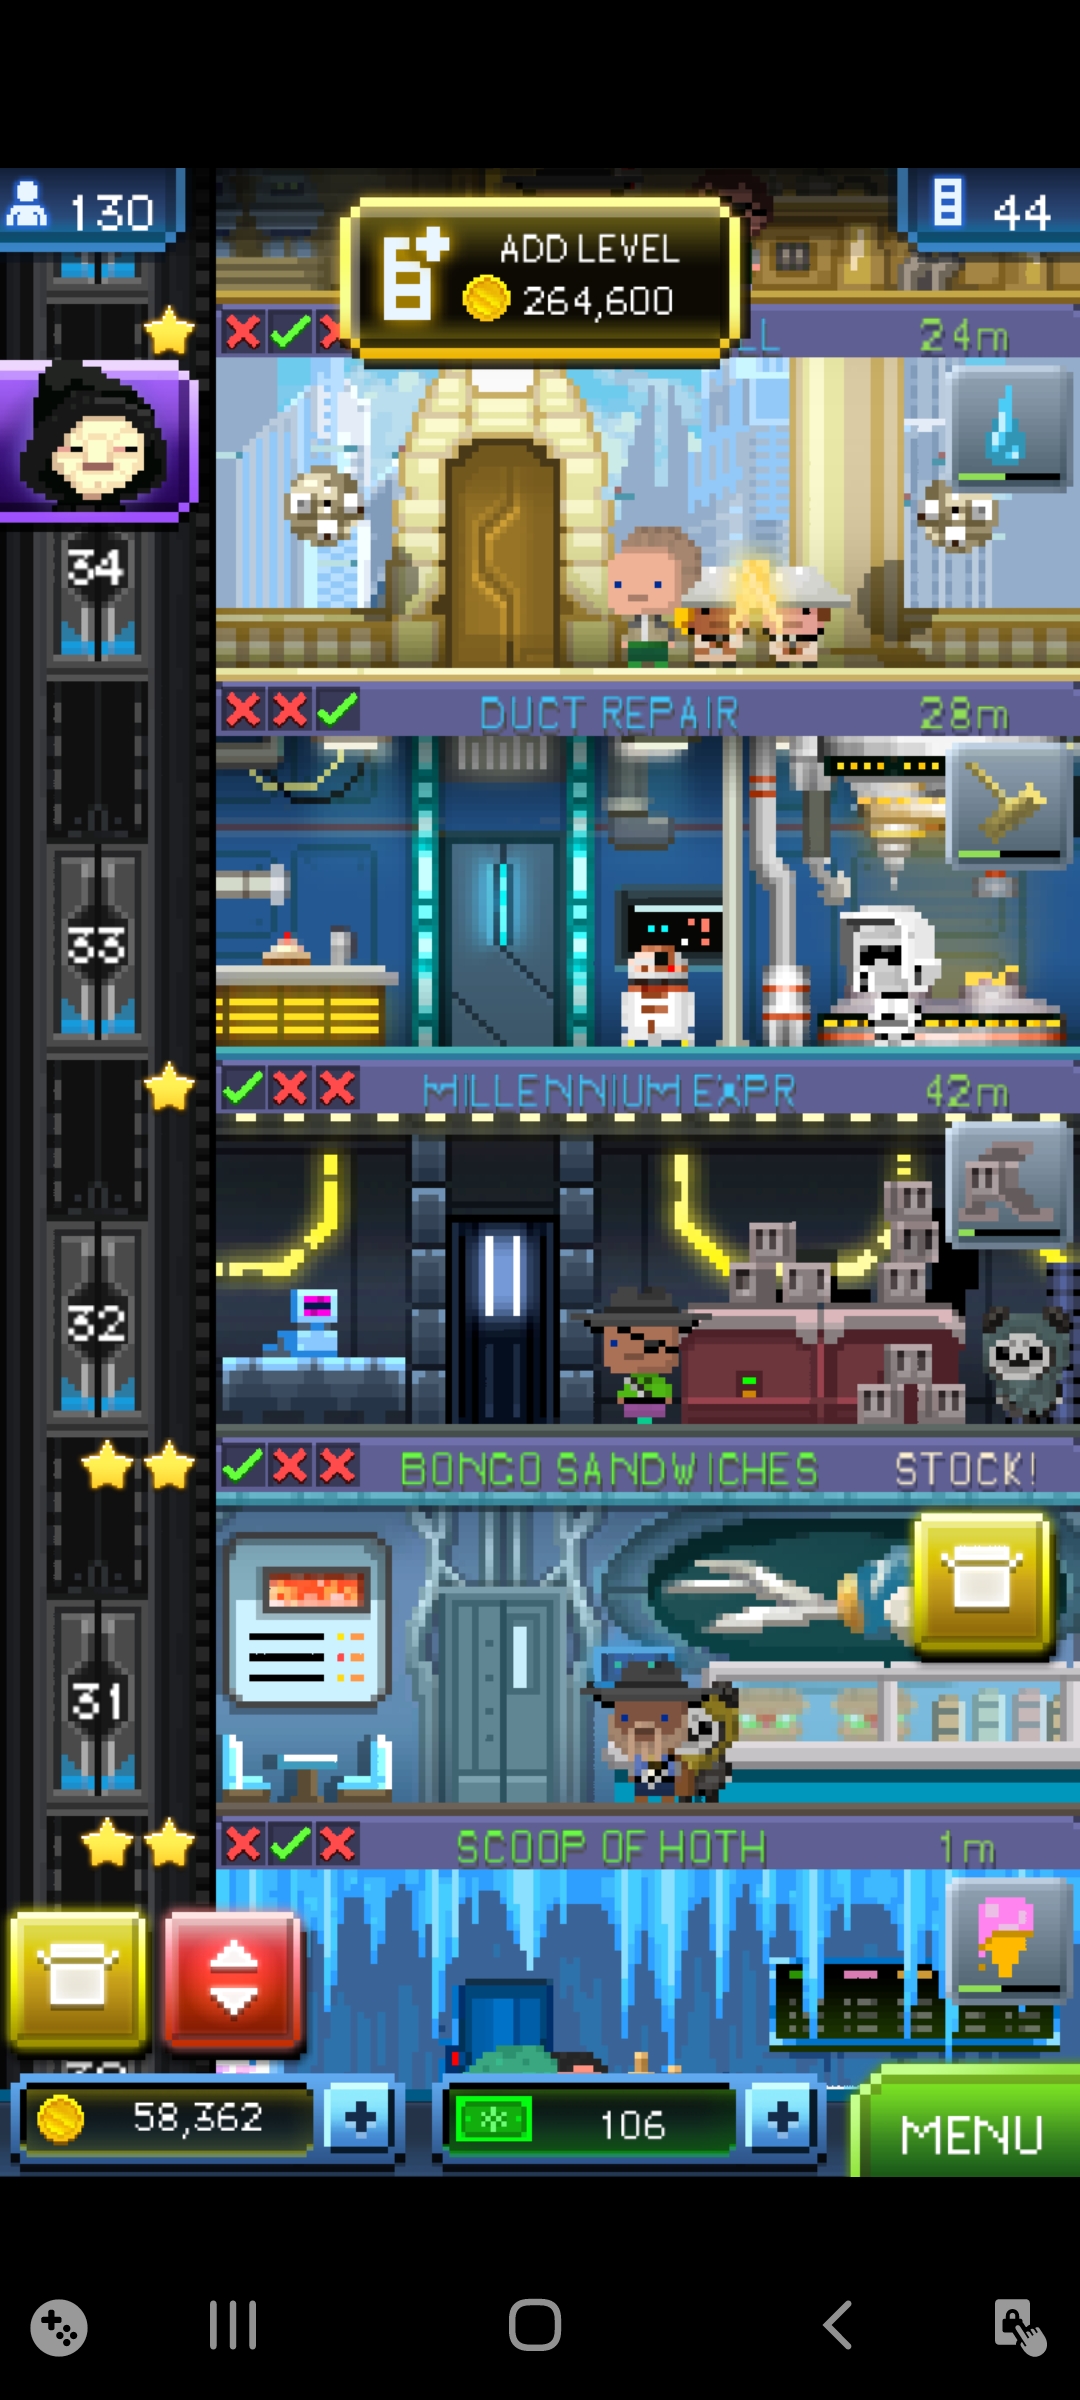 130
44
ADD LEVEL
264,600
LL
24m
34
DUCT REPAIR
28m
33
MILLENNIUM EXPR
42m
32
BONGO SANDWICHES
STOCK!
31
SCOOP OF HOTH
1m
58,362
106
MENU